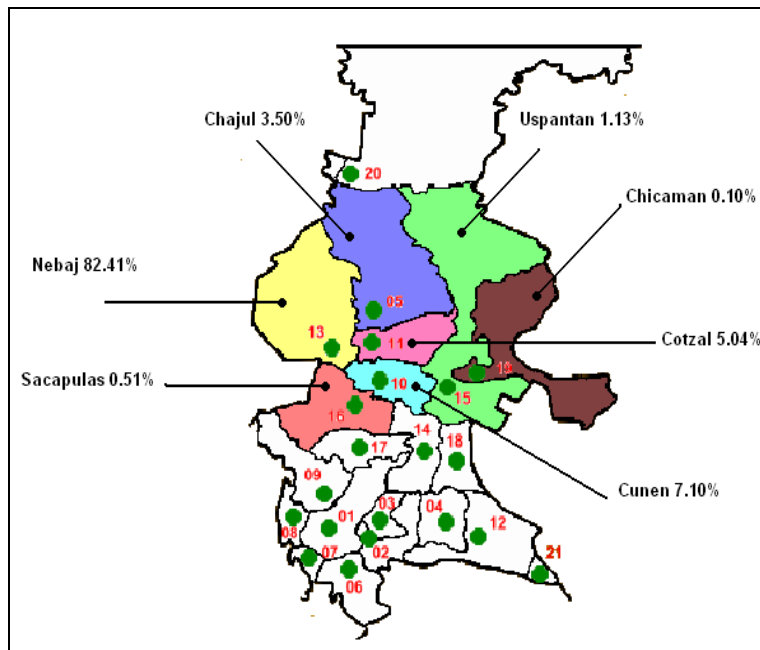 Chajul 3.50%
Uspantan 1.13%
20
Chicaman 0.10%
Nebaj 82.41%
05
13
11
Cotzal 5.04%
Sacapulas 0.51%
10
15
16
14
18
17
Cunen 7.10%
09
03
04
01
12
08
02
07
21
06